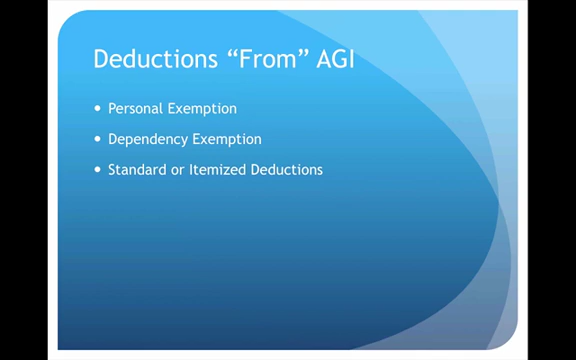 Deductions “From” AGI
• Personal Exemption
• Dependency Exemption
• Standard or Itemized Deductions